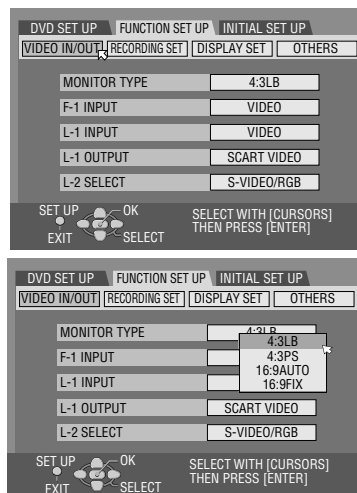 DVD SET UP FUNCTION SET UP INITIAL SET UP
VIDEO IN/OUT RECORDING SET DISPLAY SET OTHERS
MONITOR TYPE 4:3LB
F-1 INPUT VIDEO
L-1 INPUT VIDEO
L-1 OUTPUT SCART VIDEO
L-2 SELECT S-VIDEO/RGB
SET UP OK
EXIT SELECT
SELECT WITH [CURSORS]
THEN PRESS [ENTER]
DVD SET UP FUNCTION SET UP INITIAL SET UP
VIDEO IN/OUT RECORDING SET DISPLAY SET OTHERS
MONITOR TYPE 4:3LB
4:3LB
4:3PS
16:9AUTO
16:9FIX
F-1 INPUT
L-1 INPUT
L-1 OUTPUT SCART VIDEO
L-2 SELECT S-VIDEO/RGB
SET UP OK
EXIT SELECT
SELECT WITH [CURSORS]
THEN PRESS [ENTER]